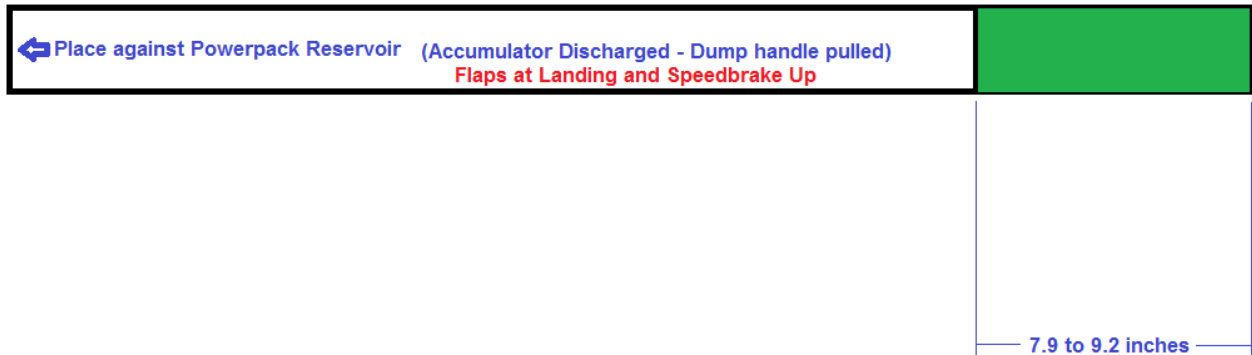 Place against Powerpack Reservoir (Accumulator Discharged - Dump handle pulled)
Flaps at Landing and Speedbrake Up
7.9 to 9.2 inches